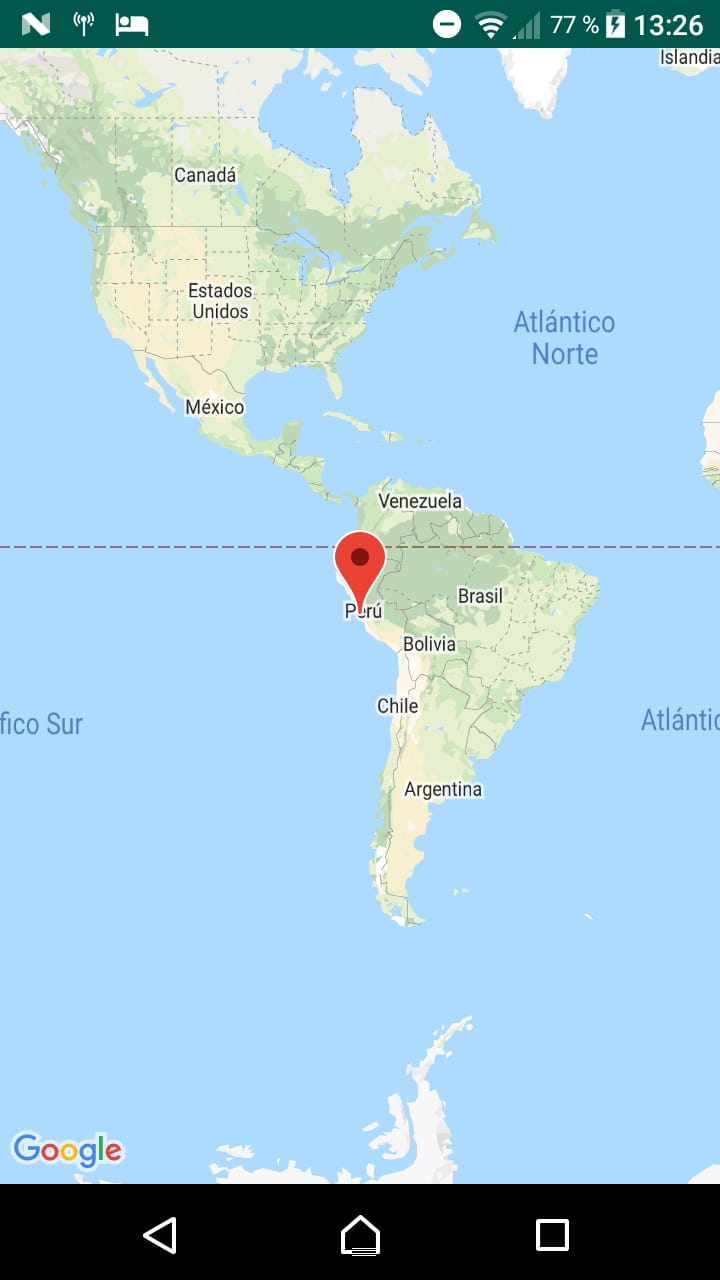 77 % 13:26
Islandia
Canadá
Estados
Unidos
Atlántico
Norte
México
Venezuela
Perú
Brasil
Bolivia
Chile
fico Sur
Atlántic
Argentina
Google